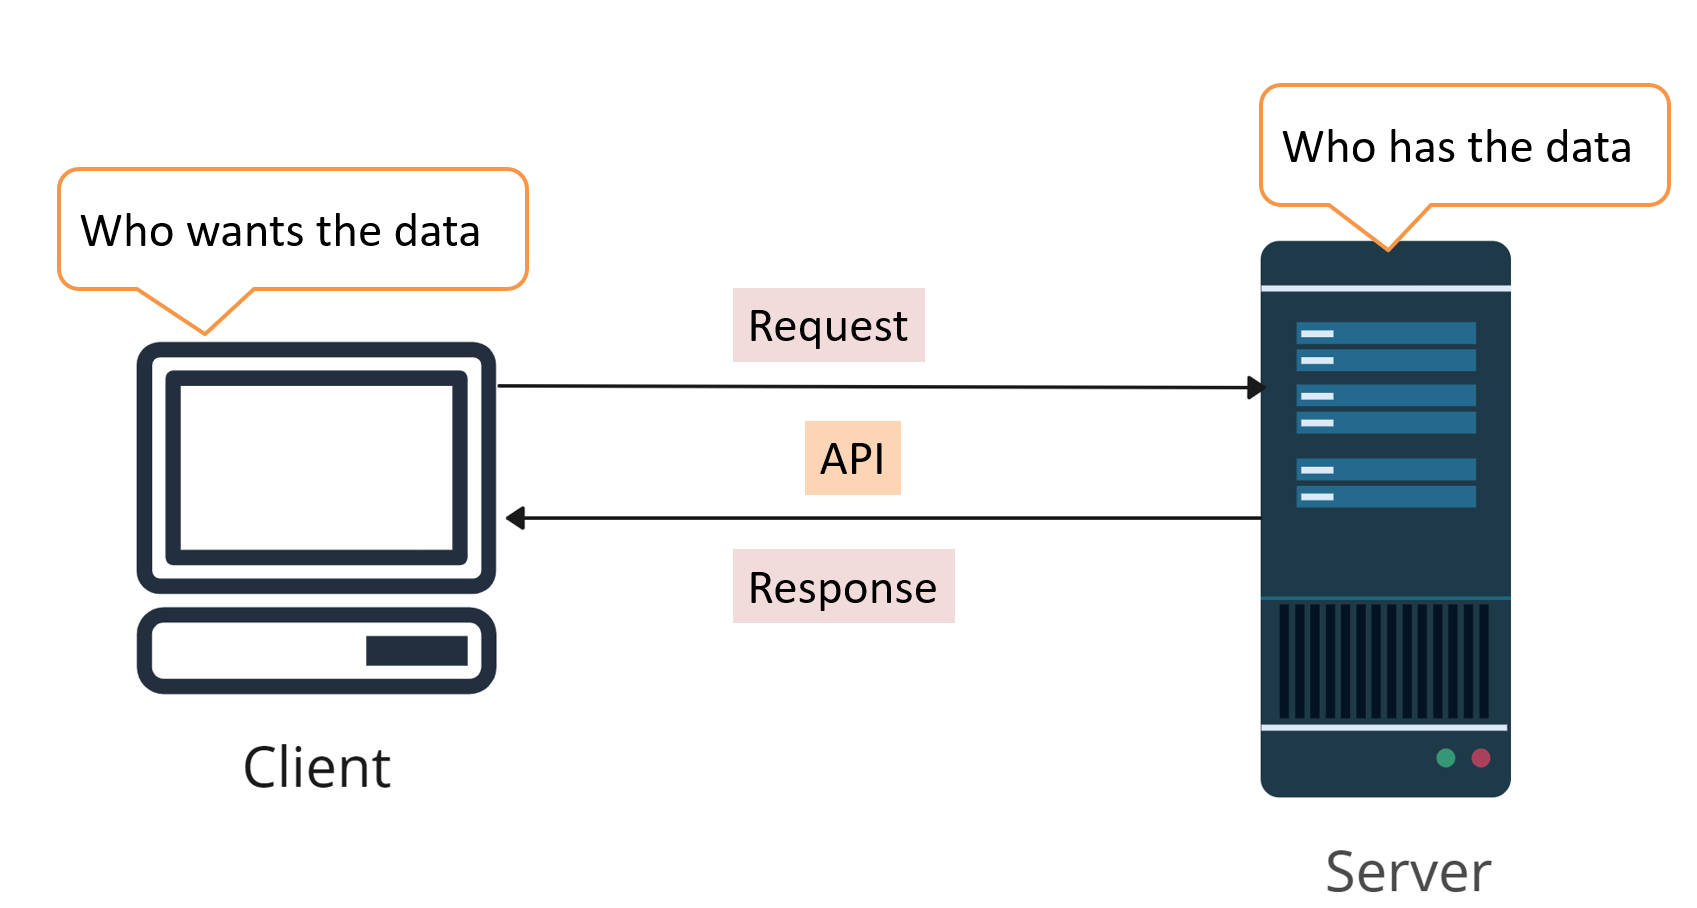 Who has the data
Who wants the data
Request
API
Response
Client
Server